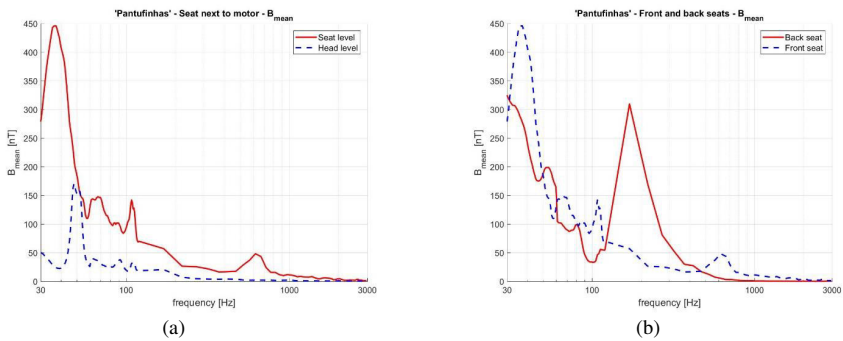 'Pantufinhas' - Seat next to motor - B_mean
450
400
350
300
250
200
150
100
50
0
B_mean [nT]
30
100
1000
3000
frequency [Hz]
Seat level
Head level
(a)
'Pantufinhas' - Front and back seats - B_mean
450
400
350
300
250
200
150
100
50
0
B_mean [nT]
30
100
1000
3000
frequency [Hz]
Back seat
Front seat
(b)